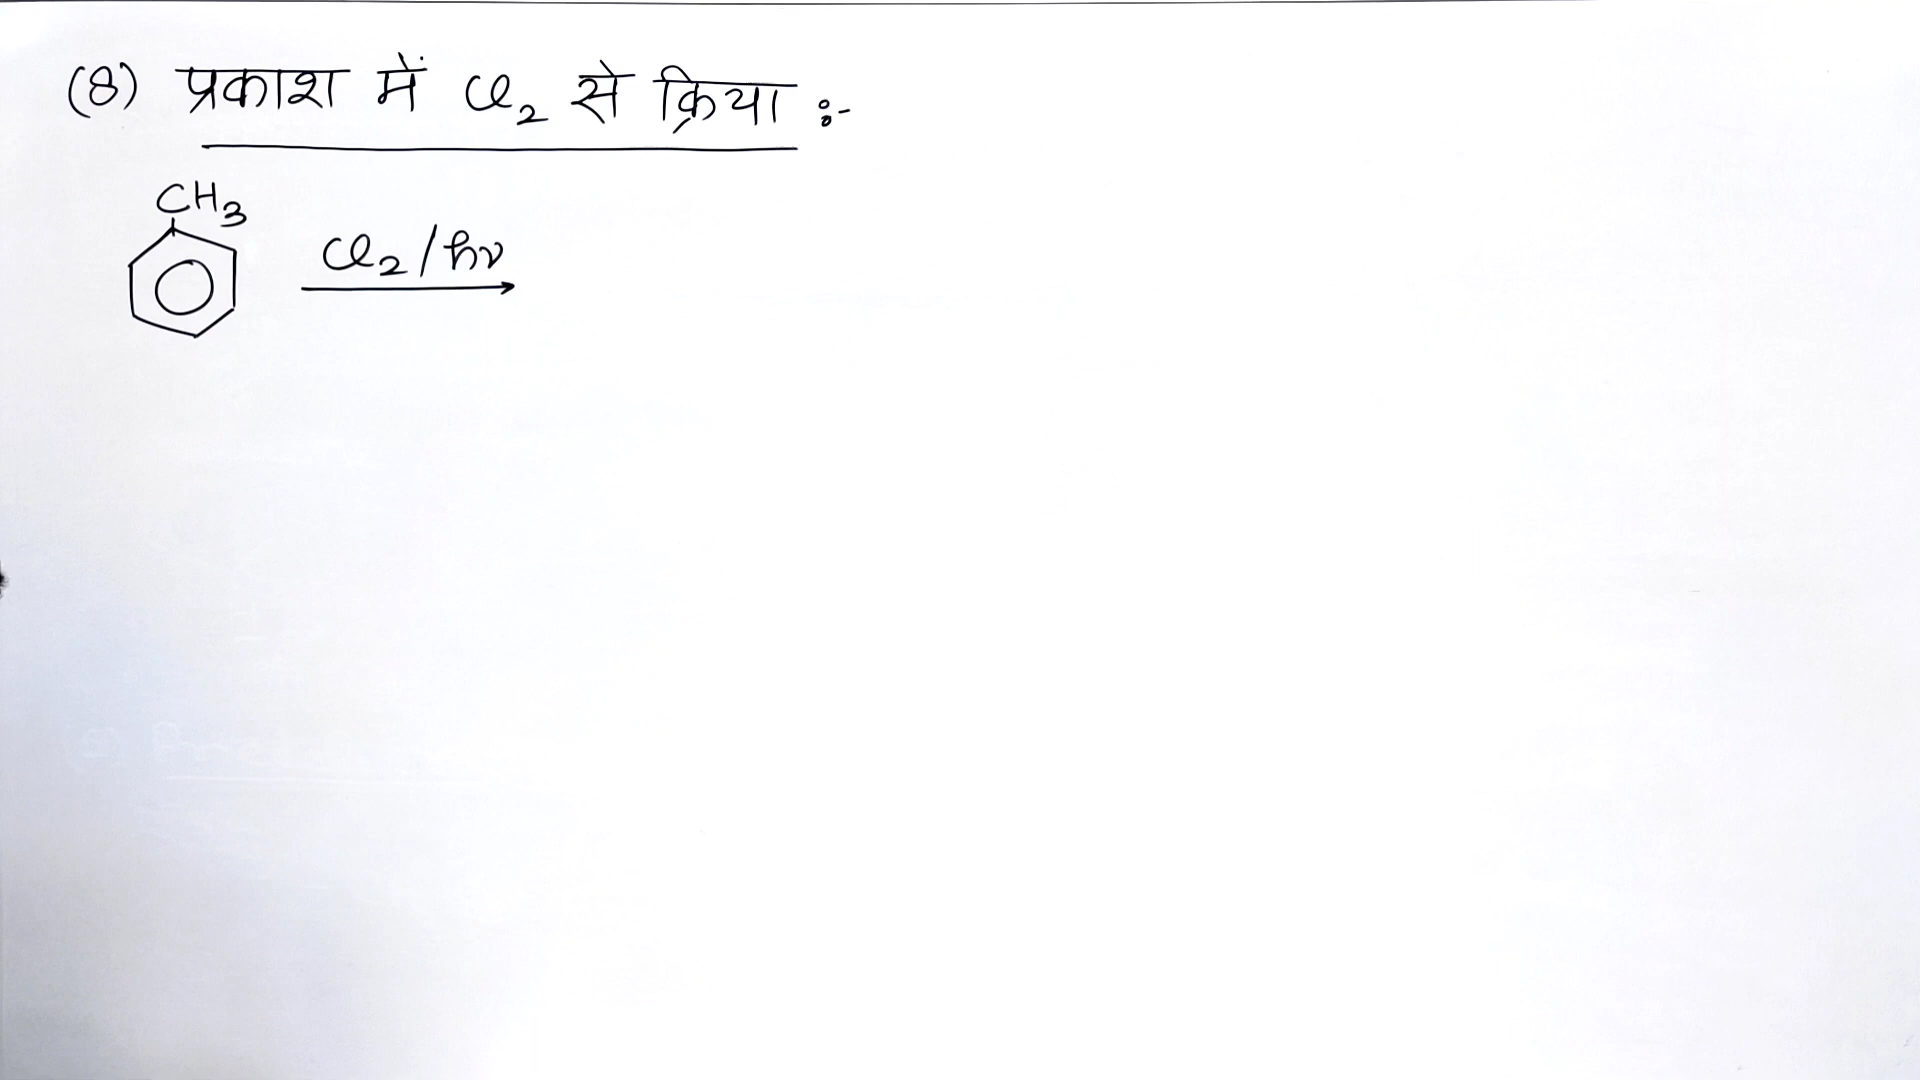 (8) प्रकाश में Cl₂ से क्रिया :-
CH₃
Cl₂/hν